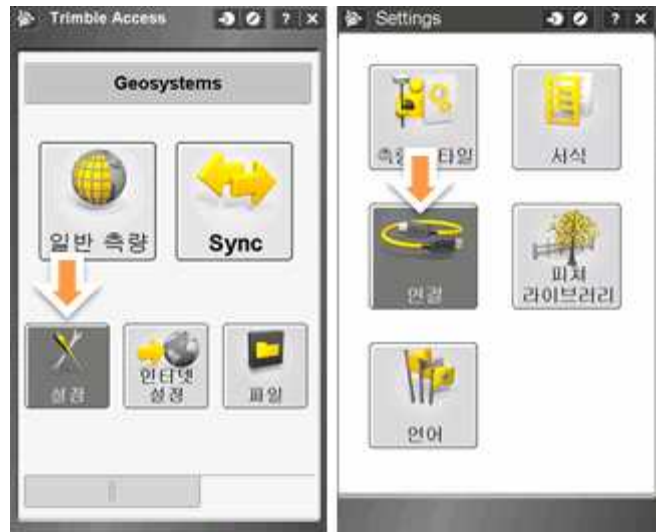 Trimble Access
Geosystems
일반 측량
Sync
설정
인터넷
설정
파일
Settings
서식
연결
피처
라이브러리
언어